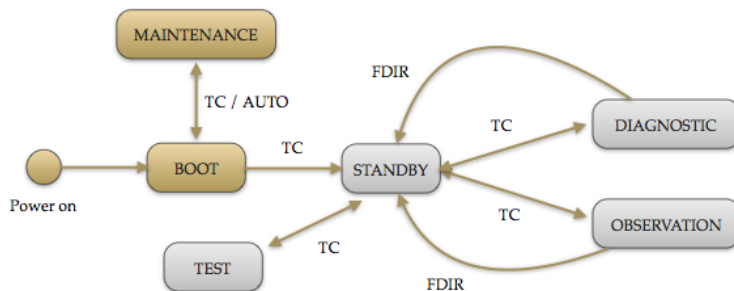 MAINTENANCE
FDIR
TC / AUTO
TC
DIAGNOSTIC
TC
BOOT
STANDBY
Power on
TC
OBSERVATION
TC
TEST
FDIR